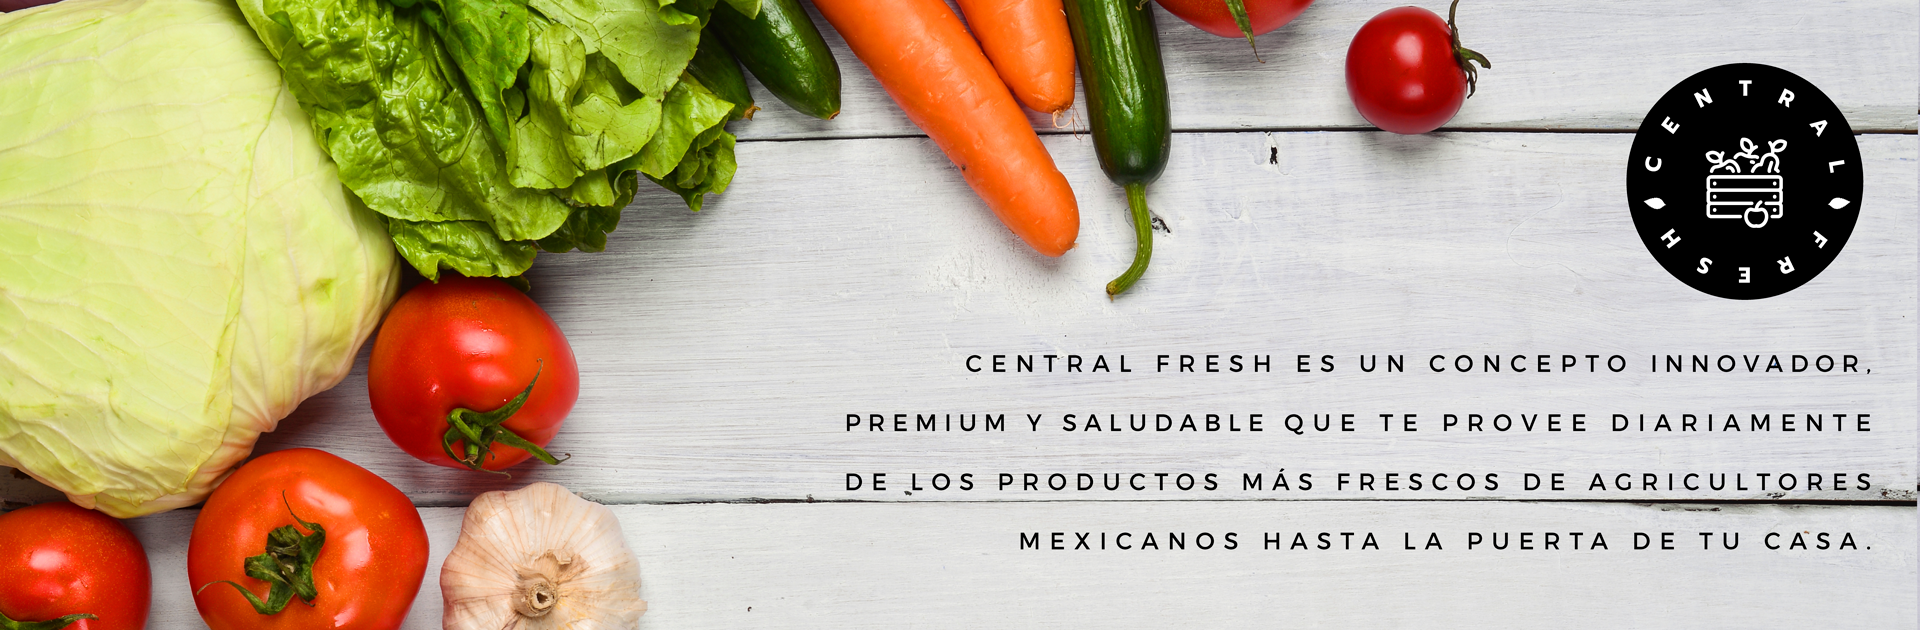 CENTRAL FRESH
CENTRAL FRESH ES UN CONCEPTO INNOVADOR,
PREMIUM Y SALUDABLE QUE TE PROVEE DIARIAMENTE
DE LOS PRODUCTOS MÁS FRESCOS DE AGRICULTORES
MEXICANOS HASTA LA PUERTA DE TU CASA.